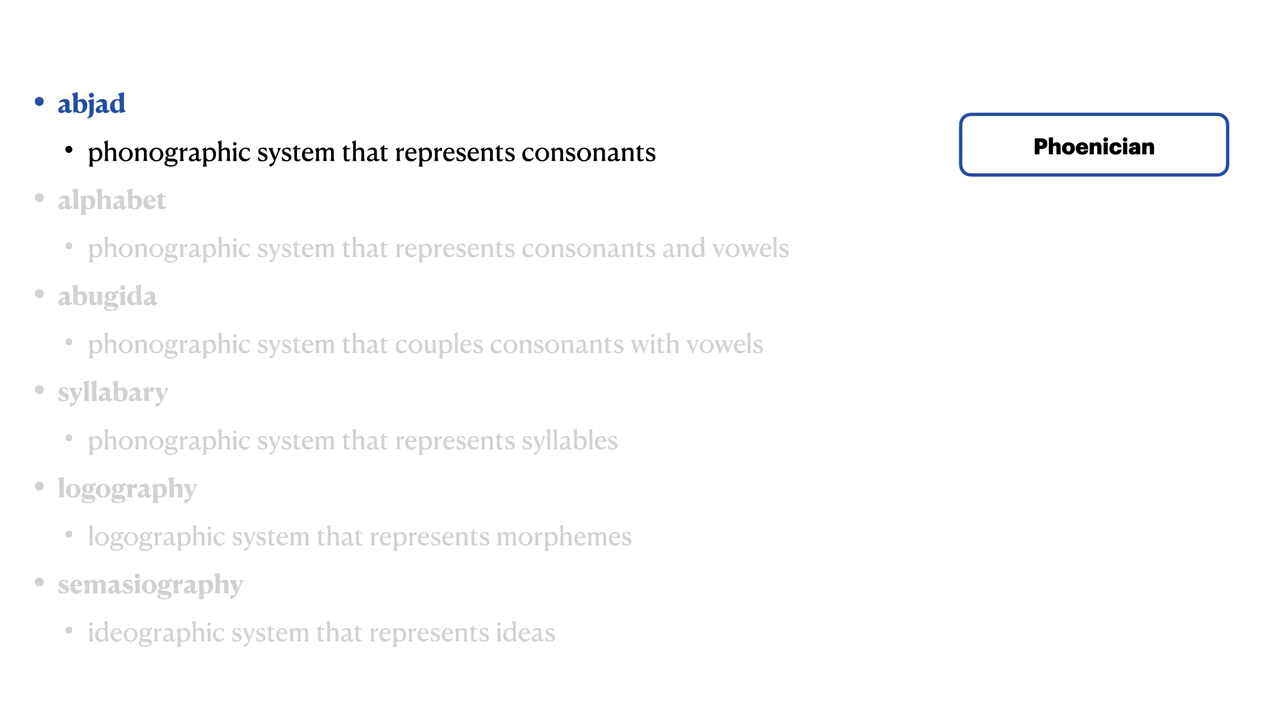 • abjad
• phonographic system that represents consonants
Phoenician
• alphabet
• phonographic system that represents consonants and vowels
• abugida
• phonographic system that couples consonants with vowels
• syllabary
• phonographic system that represents syllables
• logography
• logographic system that represents morphemes
• semasiography
• ideographic system that represents ideas